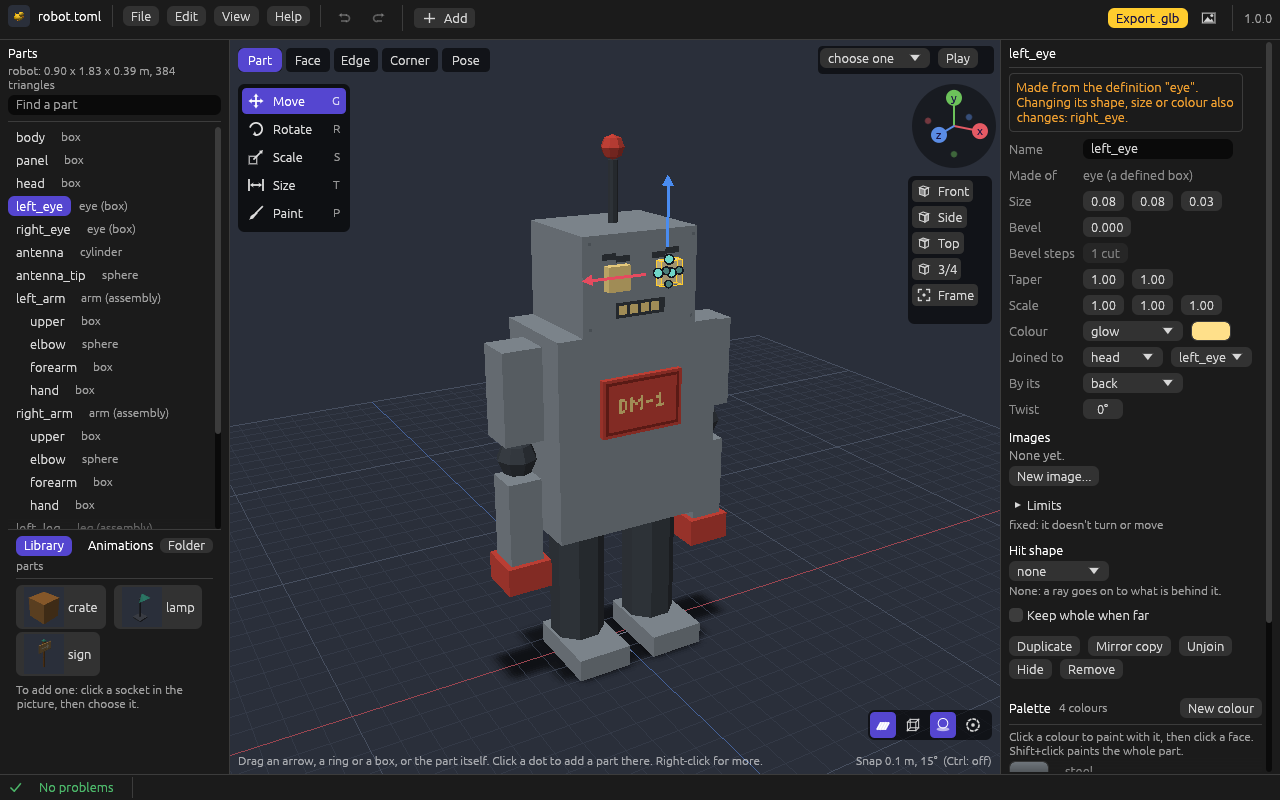 robot.toml
File
Edit
View
Help
Add
Export .glb
1.0.0
Parts
robot: 0.90 x 1.83 x 0.39 m, 384
triangles
Find a part
body box
panel box
head box
left_eye eye (box)
right_eye eye (box)
antenna cylinder
antenna_tip sphere
left_arm arm (assembly)
upper box
elbow sphere
forearm box
hand box
right_arm arm (assembly)
upper box
elbow sphere
forearm box
hand box
left_leg leg (assembly)
Library
Animations
Folder
parts
crate
lamp
sign
To add one: click a socket in the
picture, then choose it.
Part
Face
Edge
Corner
Pose
Move G
Rotate R
Scale S
Size T
Paint P
choose one
Play
y
x
z
Front
Side
Top
3/4
Frame
DM-1
Drag an arrow, a ring or a box, or the part itself. Click a dot to add a part there. Right-click for more.
Snap 0.1 m, 15° (Ctrl: off)
left_eye
Made from the definition "eye".
Changing its shape, size or colour also
changes: right_eye.
Name left_eye
Made of eye (a defined box)
Size 0.08 0.08 0.03
Bevel 0.000
Bevel steps 1 cut
Taper 1.00 1.00
Scale 1.00 1.00 1.00
Colour glow
Joined to head left_eye
By its back
Twist 0°
Images
None yet.
New image...
Limits
fixed: it doesn't turn or move
Hit shape
none
None: a ray goes on to what is behind it.
Keep whole when far
Duplicate
Mirror copy
Unjoin
Hide
Remove
Palette 4 colours
New colour
Click a colour to paint with it, then click a face.
Shift+click paints the whole part.
steel
No problems